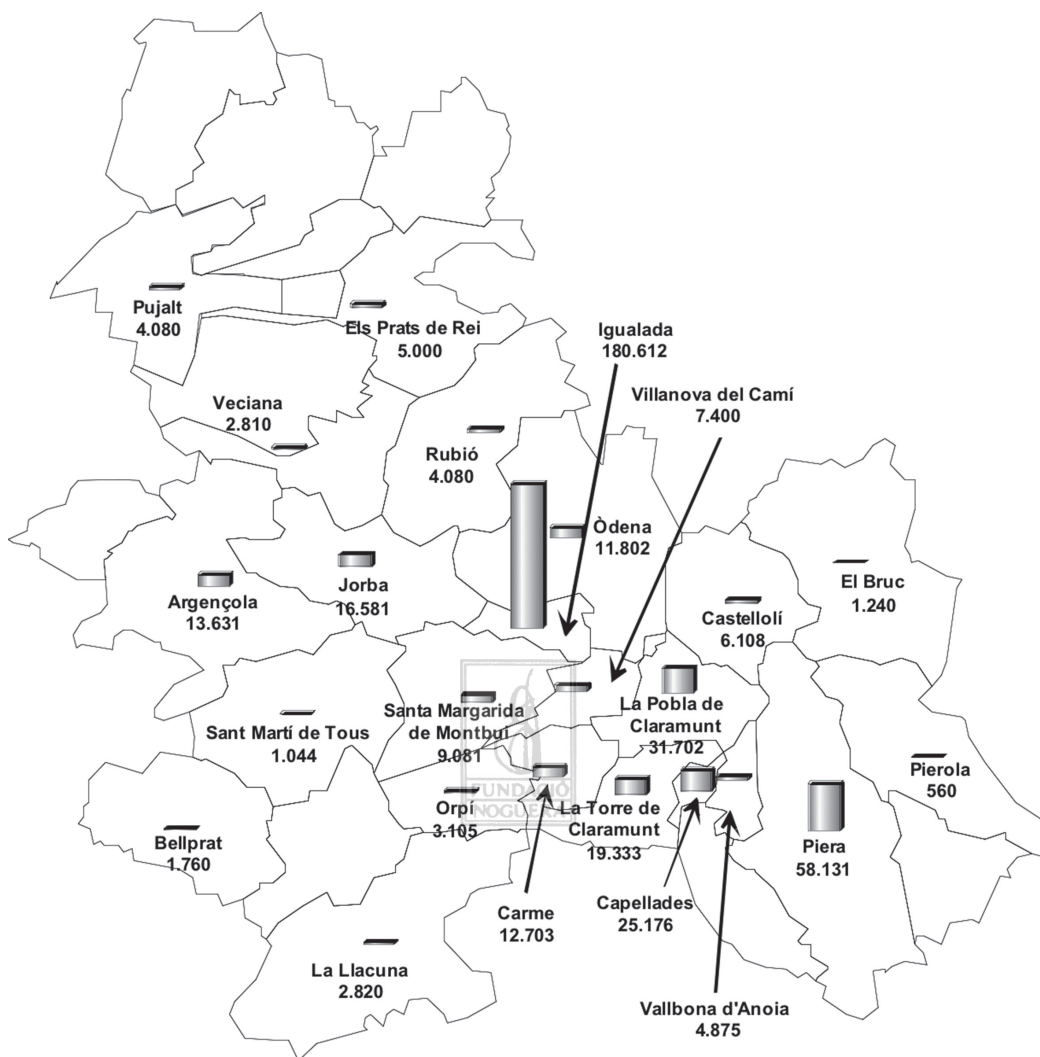 Pujalt
4.080
Els Prats de Rei
5.000
Igualada
180.612
Villanova del Camí
7.400
Veciana
2.810
Rubió
4.080
Òdena
11.802
El Bruc
1.240
Jorba
16.581
Argençola
13.631
Castellolí
6.108
Santa Margarida
de Montbui
9.081
La Pobla de
Claramunt
31.702
Sant Martí de Tous
1.044
Pierola
560
FUNDACIÓ
NOGUERA
Orpí
3.105
La Torre de
Claramunt
19.333
Bellprat
1.760
Piera
58.131
Capellades
25.176
Carme
12.703
La Llacuna
2.820
Vallbona d'Anoia
4.875